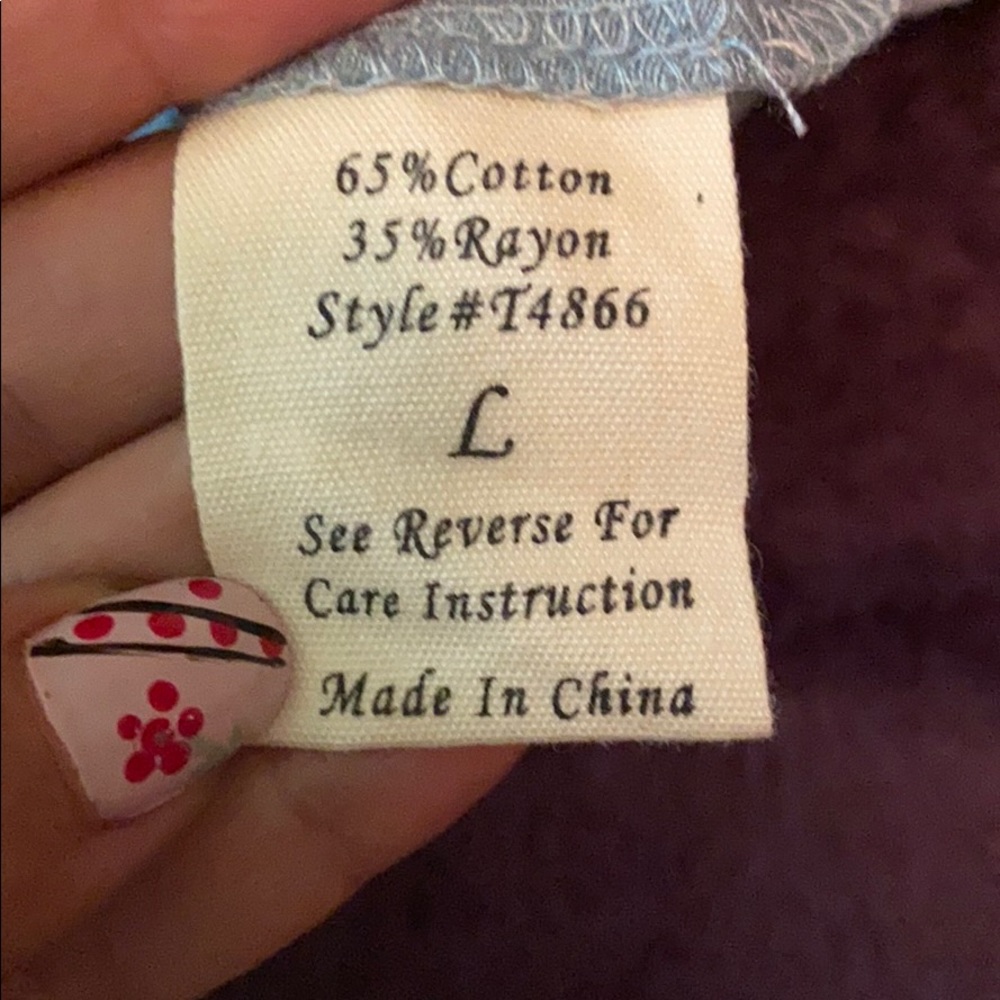 65%Cotton
35%Rayon
Style#T4866
L
See Reverse For
Care Instruction
Made In China